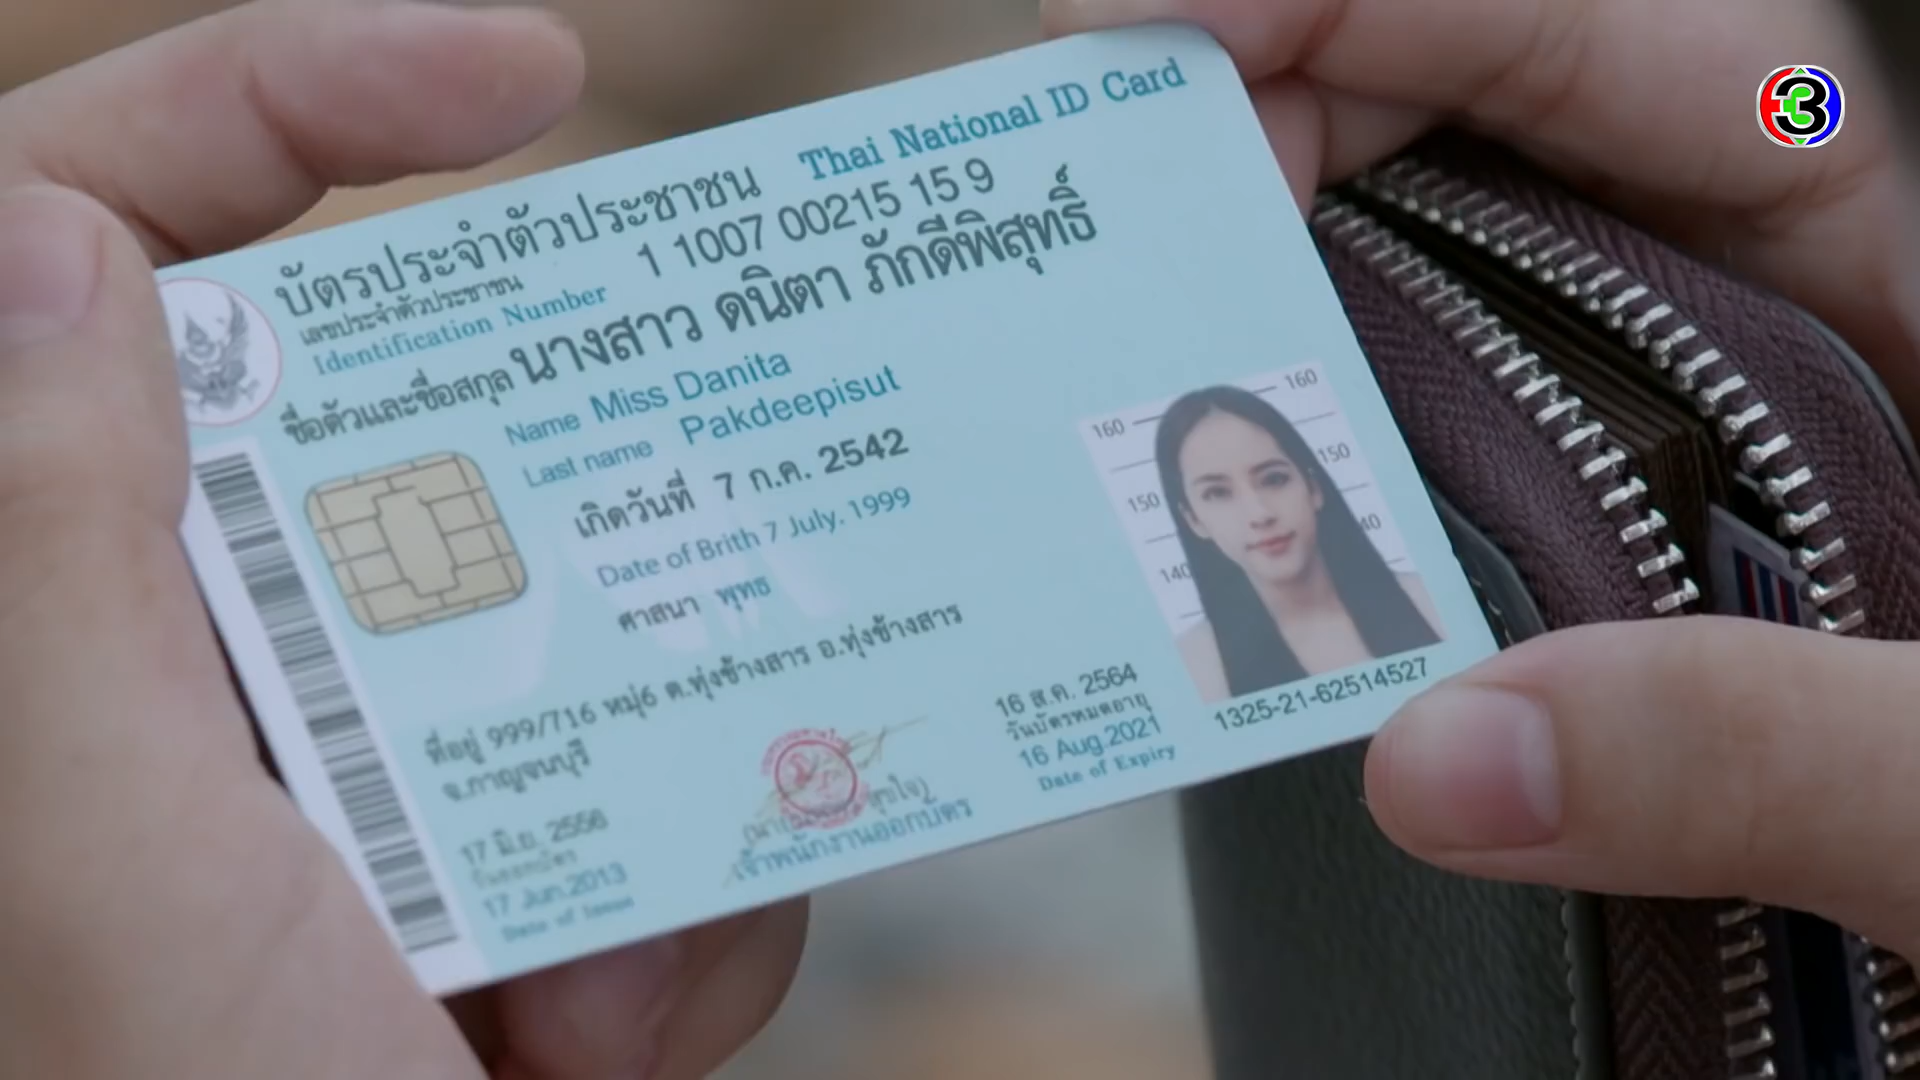 3
บัตรประจำตัวประชาชน Thai National ID Card
เลขประจำตัวประชาชน 1 1007 00215 15 9
Identification Number
ชื่อตัวและชื่อสกุล นางสาว ดนิตา ภักดีพิสุทธิ์
Name Miss Danita
Last name Pakdeepisut
เกิดวันที่ 7 ก.ค. 2542
Date of Brith 7 July. 1999
ศาสนา พุทธ
160 160
150 150
140 40
ที่อยู่ 999/716 หมู่6 ต.ทุ่งช้างสาร อ.ทุ่งช้างสาร
จ.กาญจนบุรี
17 มิ.ย. 2556
วันออกบัตร
17 Jun.2013
Date of Issue
สุขใจ)
เจ้าพนักงานออกบัตร
16 ส.ค. 2564
วันบัตรหมดอายุ
16 Aug.2021
Date of Expiry
1325-21-62514527